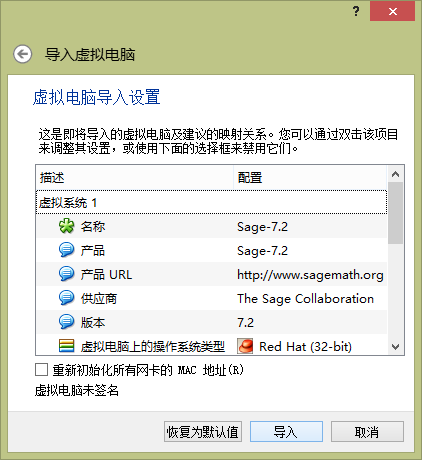 ?
导入虚拟电脑
虚拟电脑导入设置
这是即将导入的虚拟电脑及建议的映射关系。您可以通过双击该项目
来调整其设置，或使用下面的选择框来禁用它们。
描述 配置
虚拟系统 1
名称 Sage-7.2
产品 Sage-7.2
产品 URL http://www.sagemath.org
供应商 The Sage Collaboration
版本 7.2
虚拟电脑上的操作系统类型 Red Hat (32-bit)
重新初始化所有网卡的 MAC 地址(R)
虚拟电脑未签名
恢复为默认值 导入 取消